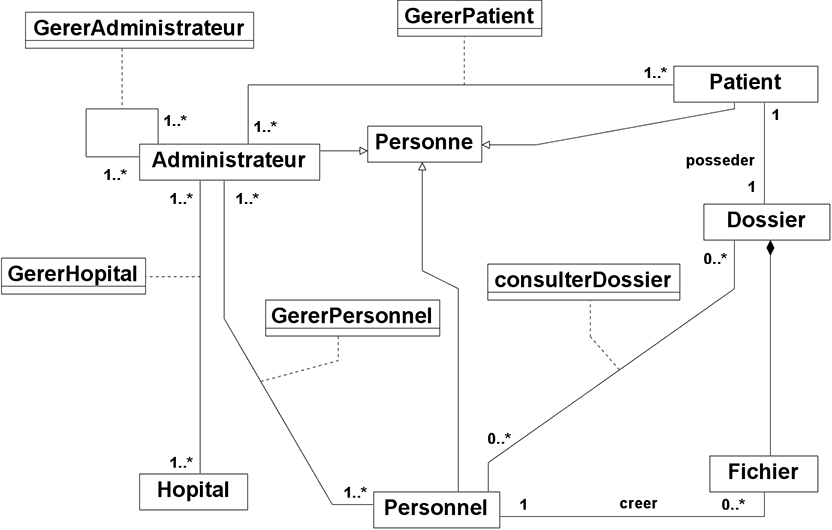 GererAdministrateur
GererPatient
1..*
Patient
1..*
1..*
1
Personne
Administrateur
posseder
1..*
1..*
1..*
1
Dossier
0..*
GererHopital
consulterDossier
GererPersonnel
0..*
1..*
Fichier
Hopital
1..*
Personnel
1
creer
0..*